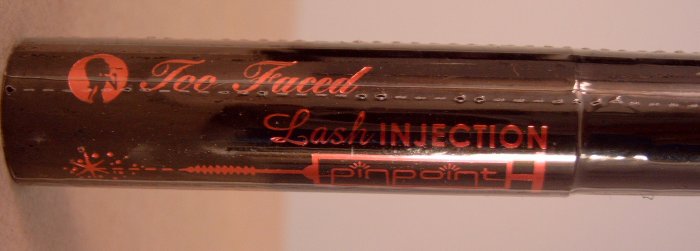 Too Faced
Lash INJECTION
pinpoint